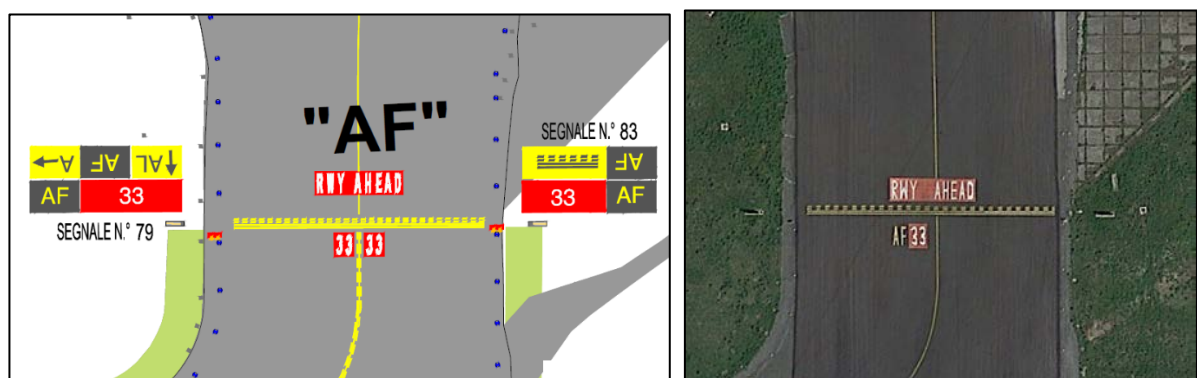 "AF"
SEGNALE N.° 83
A AF AL
AF
RWY AHEAD
AF 33
33 AF
SEGNALE N.° 79
33 33
RWY AHEAD
AF 33